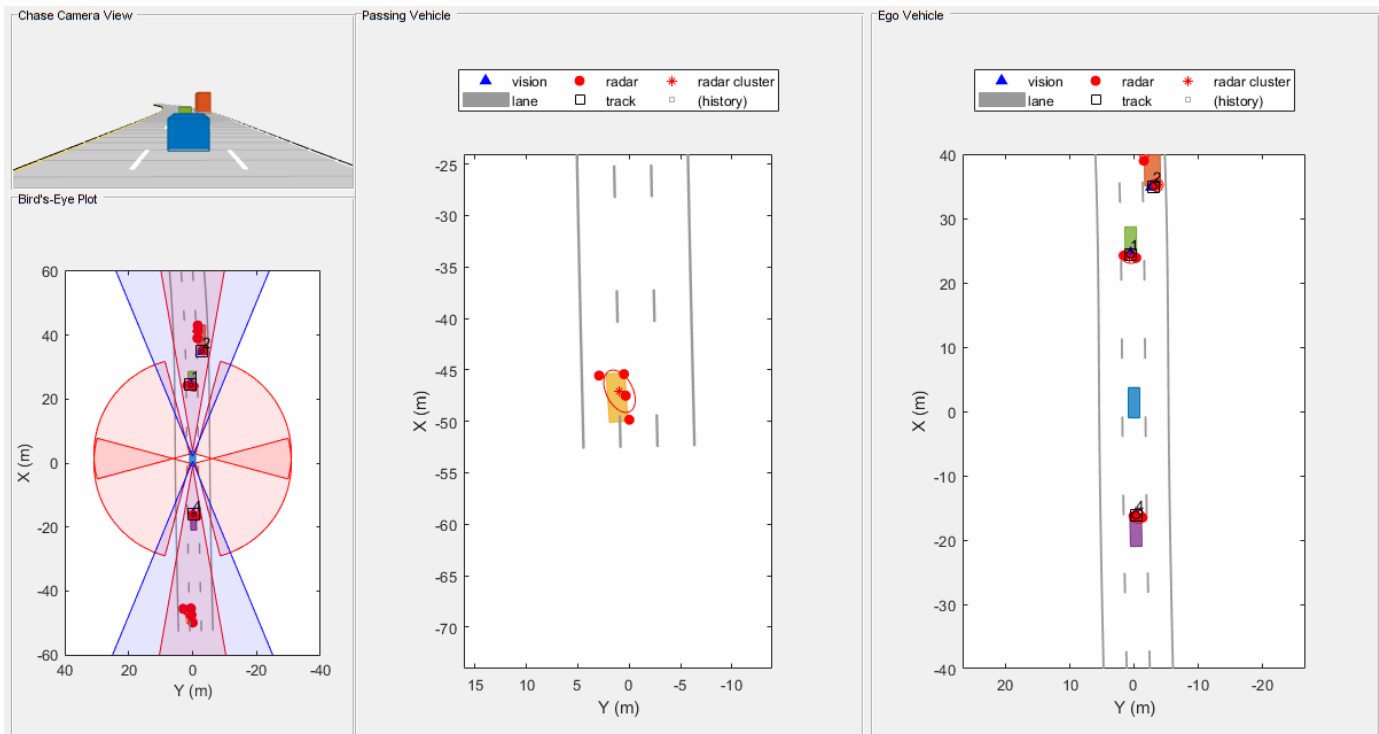 Chase Camera View
Bird's-Eye Plot
60
40
20
0
-20
-40
-60
X (m)
2
1
4
40 20 0 -20 -40
Y (m)
Passing Vehicle
vision radar radar cluster
lane track (history)
-25
-30
-35
-40
-45
-50
-55
-60
-65
-70
X (m)
15 10 5 0 -5 -10
Y (m)
Ego Vehicle
vision radar radar cluster
lane track (history)
40
30
20
10
0
-10
-20
-30
-40
X (m)
2
1
4
20 10 0 -10 -20
Y (m)